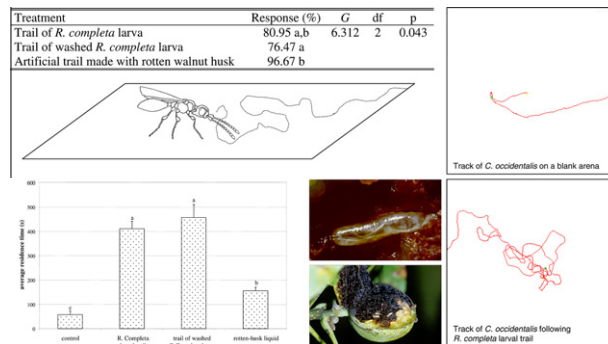 Treatment Response (%) G df p
Trail of R. completa larva 80.95 a,b 6.312 2 0.043
Trail of washed R. completa larva 76.47 a
Artificial trail made with rotten walnut husk 96.67 b
Track of C. occidentalis on a blank arena
average residence time (s)
600
500
400
300
200
100
0
c
a
a
b
control
R. Completa
trail of washed
rotten-husk liquid
Track of C. occidentalis following
R. completa larval trail